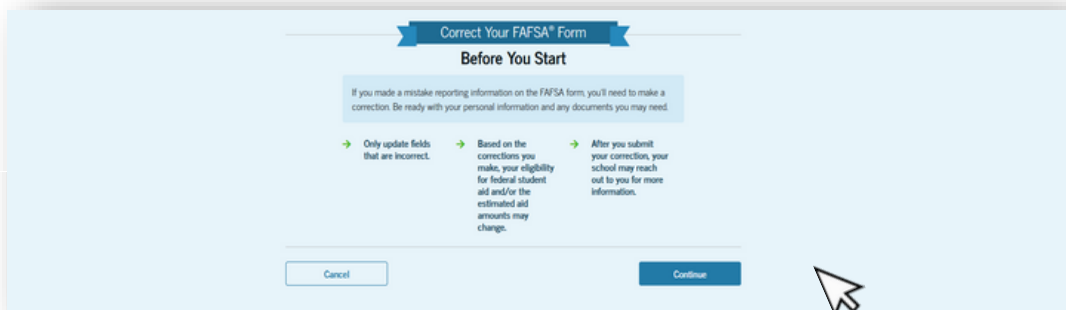 Correct Your FAFSA® Form
Before You Start
If you made a mistake reporting information on the FAFSA form, you'll need to make a
correction. Be ready with your personal information and any documents you may need.
Only update fields
that are incorrect.
Based on the
corrections you
make, your eligibility
for federal student
aid and/or the
estimated aid
amounts may
change.
After you submit
your correction, your
school may reach
out to you for more
information.
Cancel
Continue